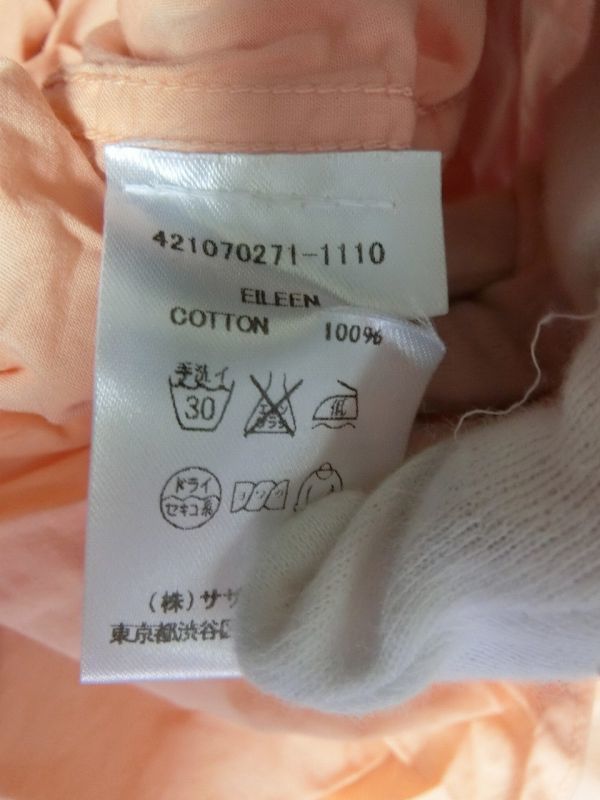 421070271-1110
EILEEN
COTTON 100%
手洗イ
30
エンソ
サラシ
低
ドライ
セキユ系
(株)サザ
東京都渋谷区